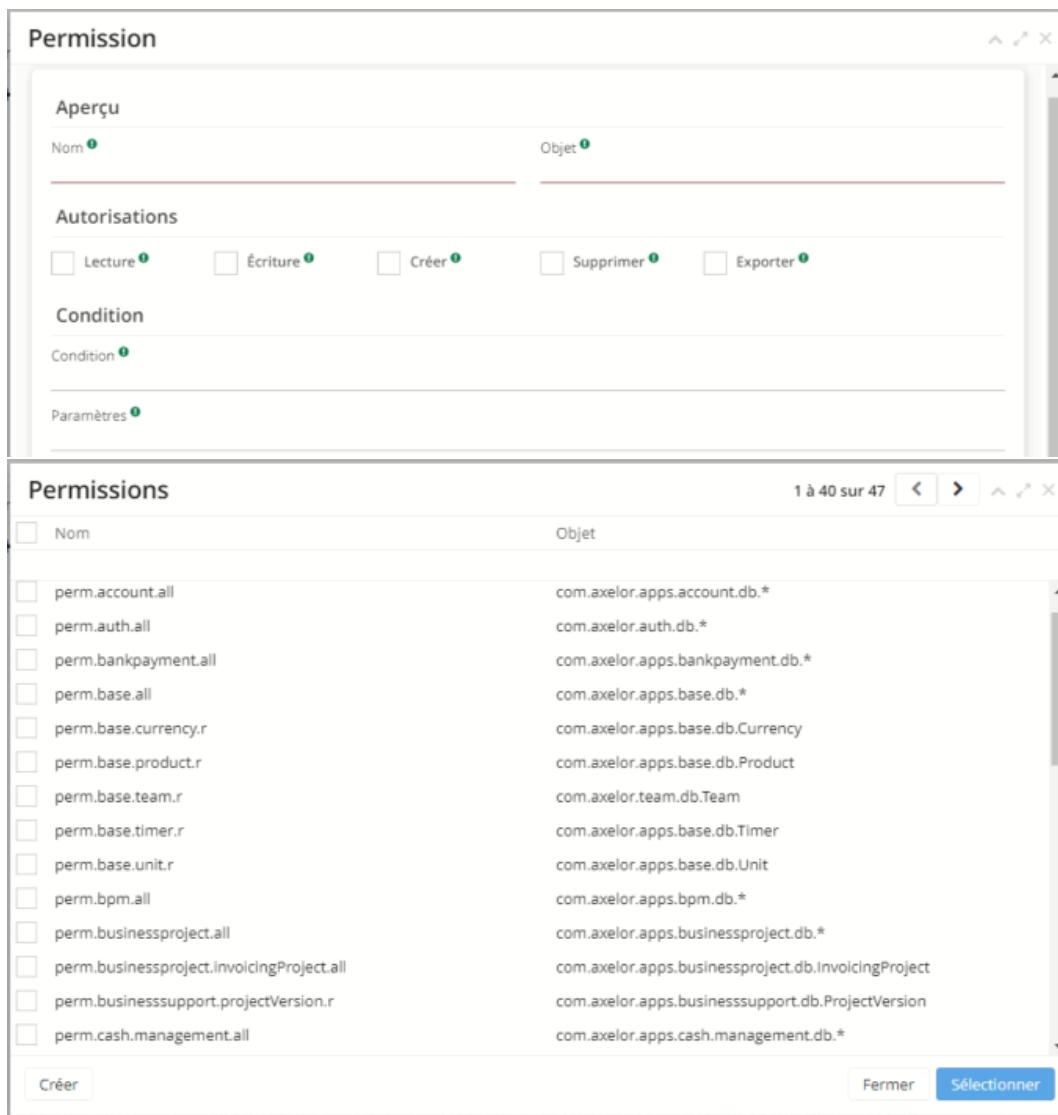 Permission
Aperçu
Nom Objet
Autorisations
Lecture Écriture Créer Supprimer Exporter
Condition
Condition
Paramètres
Permissions 1 à 40 sur 47
Nom Objet
perm.account.all com.axelor.apps.account.db.*
perm.auth.all com.axelor.auth.db.*
perm.bankpayment.all com.axelor.apps.bankpayment.db.*
perm.base.all com.axelor.apps.base.db.*
perm.base.currency.r com.axelor.apps.base.db.Currency
perm.base.product.r com.axelor.apps.base.db.Product
perm.base.team.r com.axelor.team.db.Team
perm.base.timer.r com.axelor.apps.base.db.Timer
perm.base.unit.r com.axelor.apps.base.db.Unit
perm.bpm.all com.axelor.apps.bpm.db.*
perm.businessproject.all com.axelor.apps.businessproject.db.*
perm.businessproject.invoicingProject.all com.axelor.apps.businessproject.db.InvoicingProject
perm.businesssupport.projectVersion.r com.axelor.apps.businesssupport.db.ProjectVersion
perm.cash.management.all com.axelor.apps.cash.management.db.*
Créer Fermer Sélectionner